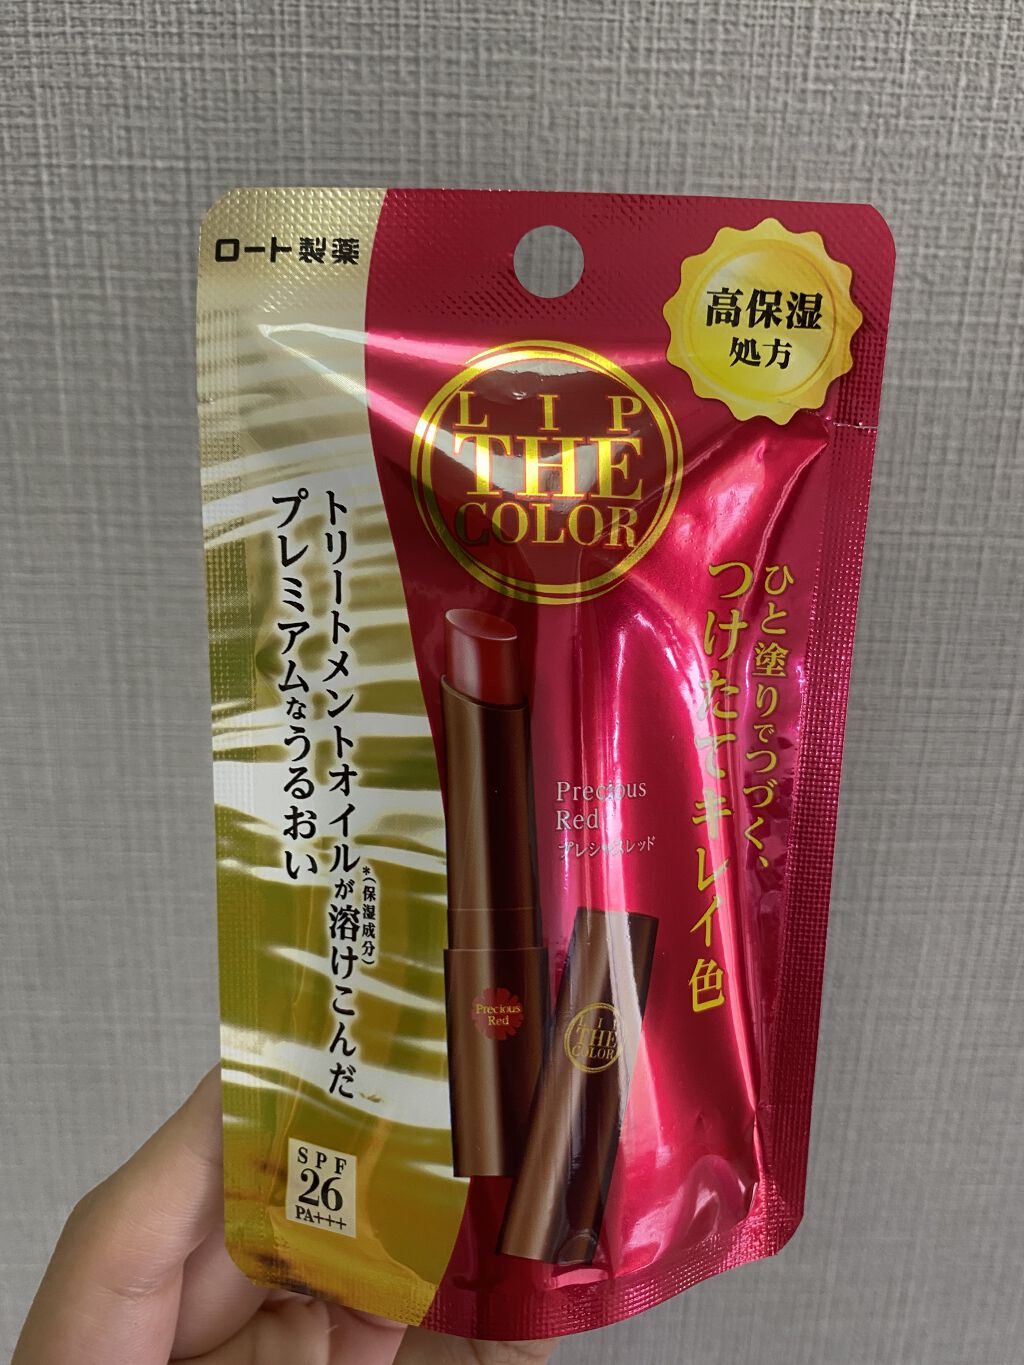 ロート製薬
高保湿
処方
LIP
THE
COLOR
ひと塗りでつづく、
つけたてキレイ色
トリートメントオイルが溶けこんだ
*(保湿成分)
プレミアムなうるおい
Precious
Red
プレシャスレッド
Precious
Red
LIP
THE
COLOR
SPF
26
PA+++